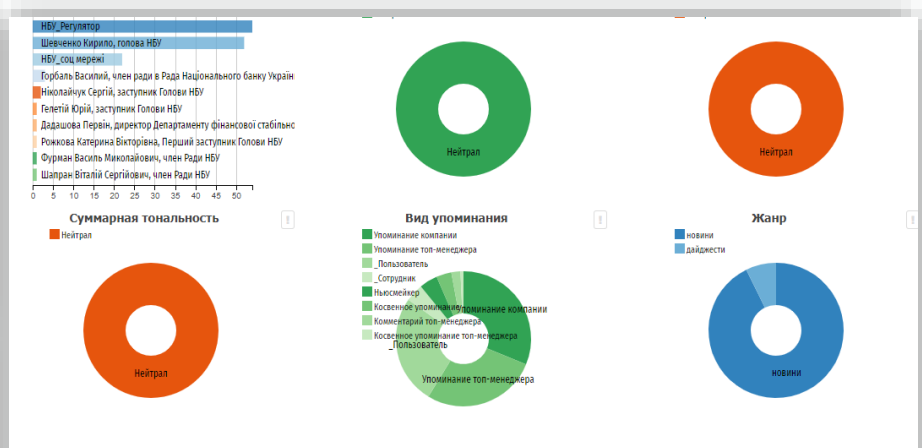 НБУ_Регулятор
Шевченко Кирило, голова НБУ
НБУ_соц мережі
Горбаль Василий, член ради в Рада Національного банку Україн
Ніколайчук Сергій, заступник Голови НБУ
Гелетій Юрій, заступник Голови НБУ
Дадашова Первін, директор Департаменту фінансової стабільно
Рожкова Катерина Вікторівна, Перший заступник Голови НБУ
Фурман Василь Миколайович, член Ради НБУ
Шапран Віталій Сергійович, член Ради НБУ
0 5 10 15 20 25 30 35 40 45 50
Нейтрал
Нейтрал
Суммарная тональность
Нейтрал
Нейтрал
Вид упоминания
Упоминание компании
Упоминание топ-менеджера
_Пользователь
_Сотрудник
Ньюсмейкер
Косвенное упоминание
Комментарий топ-менеджера
Косвенное упоминание топ-менеджера
Упоминание компании
_Пользователь
Упоминание топ-менеджера
Жанр
новини
дайджести
новини